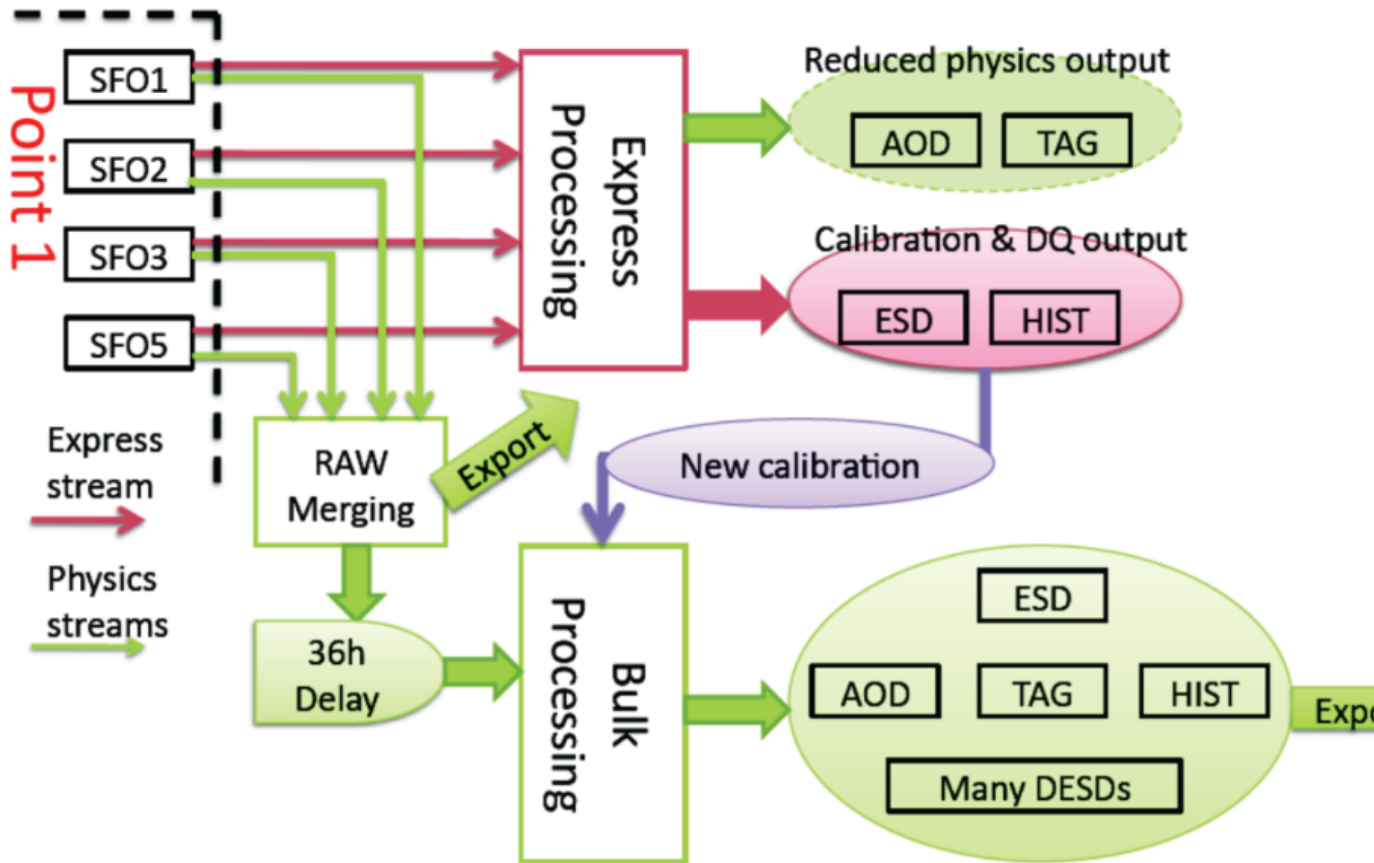 Point 1
SFO1
SFO2
SFO3
SFO5
Express
stream
Physics
streams
Express
Processing
Reduced physics output
AOD
TAG
Calibration & DQ output
ESD
HIST
RAW
Merging
Export
New calibration
36h
Delay
Bulk
Processing
ESD
AOD
TAG
HIST
Many DESDs